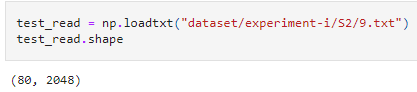 test_read = np.loadtxt("dataset/experiment-i/S2/9.txt")
test_read.shape
(80, 2048)